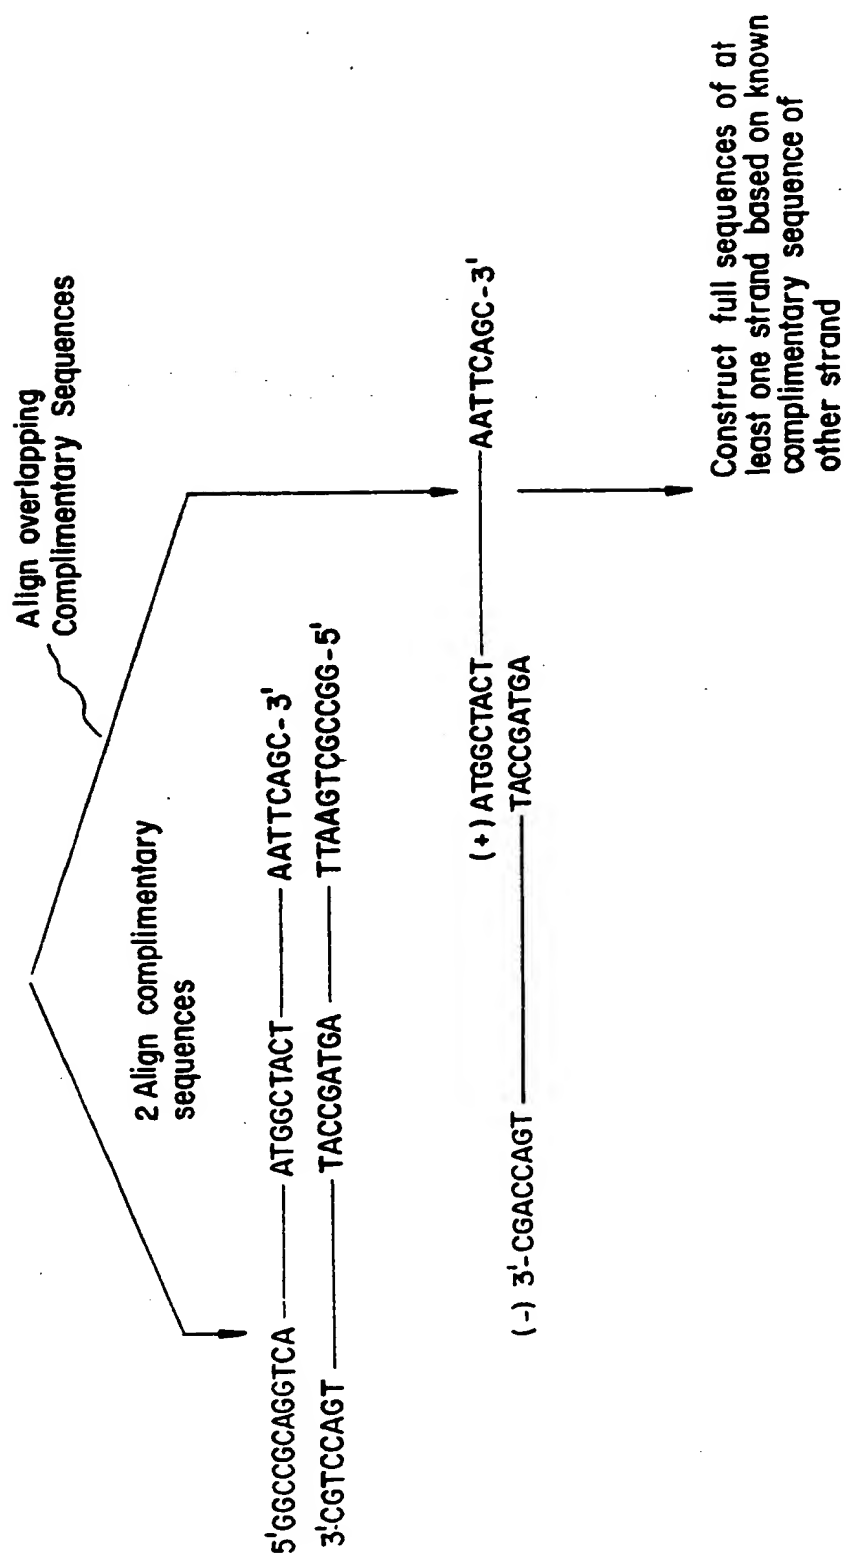 Align overlapping
Complimentary Sequences
2 Align complimentary
sequences
5'GGCCGCAGGTCA ATGGCTACT AATTCAGC-3'
3'-CGTCCAGT TACCGATGA TTAAGTCGCCGG-5'
(+) ATGGCTACT AATTCAGC-3'
(-) 3'-CGACCAGT TACCGATGA
Construct full sequences of at
least one strand based on known
complimentary sequence of
other strand